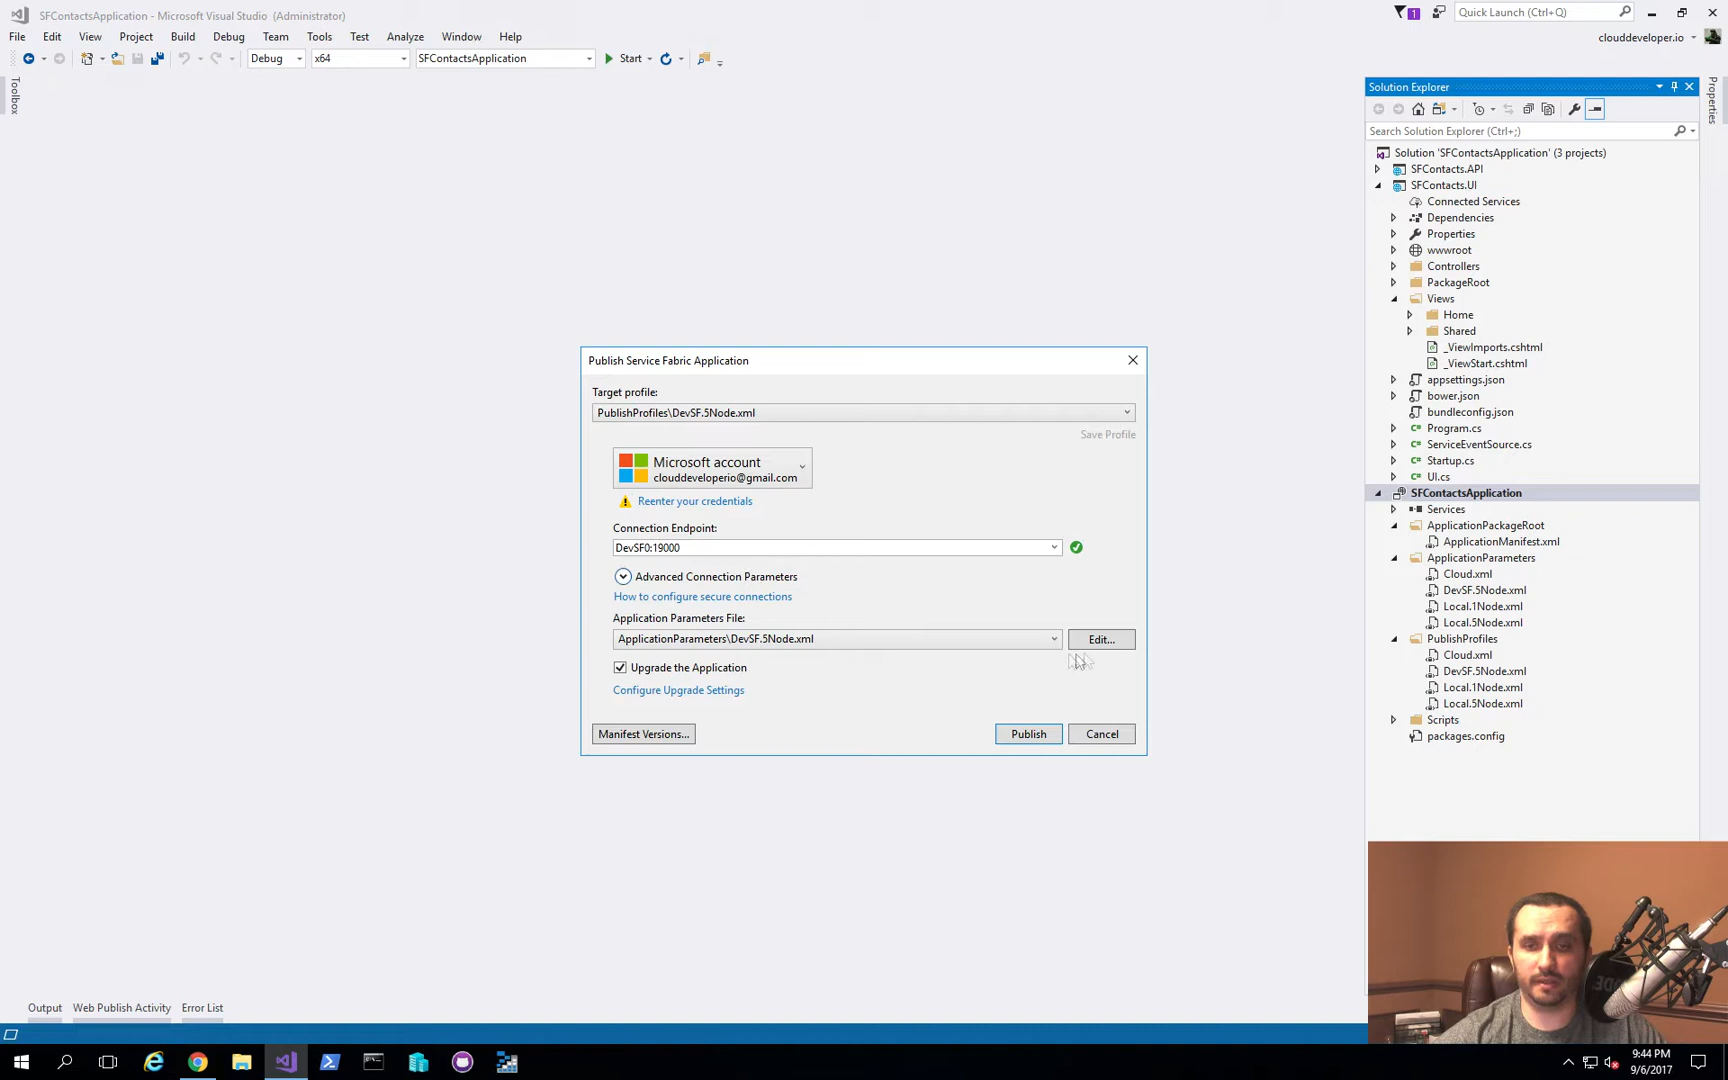 SFContactsApplication - Microsoft Visual Studio (Administrator)
1
Quick Launch (Ctrl+Q)
File Edit View Project Build Debug Team Tools Test Analyze Window Help
clouddeveloper.io
Debug x64 SFContactsApplication Start
Toolbox
Properties
Solution Explorer
Search Solution Explorer (Ctrl+;)
Solution 'SFContactsApplication' (3 projects)
SFContacts.API
SFContacts.UI
Connected Services
Dependencies
Properties
wwwroot
Controllers
PackageRoot
Views
Home
Shared
_ViewImports.cshtml
_ViewStart.cshtml
appsettings.json
bower.json
bundleconfig.json
Program.cs
ServiceEventSource.cs
Startup.cs
UI.cs
SFContactsApplication
Services
ApplicationPackageRoot
ApplicationManifest.xml
ApplicationParameters
Cloud.xml
DevSF.5Node.xml
Local.1Node.xml
Local.5Node.xml
PublishProfiles
Cloud.xml
DevSF.5Node.xml
Local.1Node.xml
Local.5Node.xml
Scripts
packages.config
Publish Service Fabric Application
Target profile:
PublishProfiles\DevSF.5Node.xml
Save Profile
Microsoft account
clouddeveloperio@gmail.com
Reenter your credentials
Connection Endpoint:
DevSF0:19000
Advanced Connection Parameters
How to configure secure connections
Application Parameters File:
ApplicationParameters\DevSF.5Node.xml
Edit...
Upgrade the Application
Configure Upgrade Settings
Manifest Versions...
Publish
Cancel
Output Web Publish Activity Error List
9:44 PM
9/6/2017